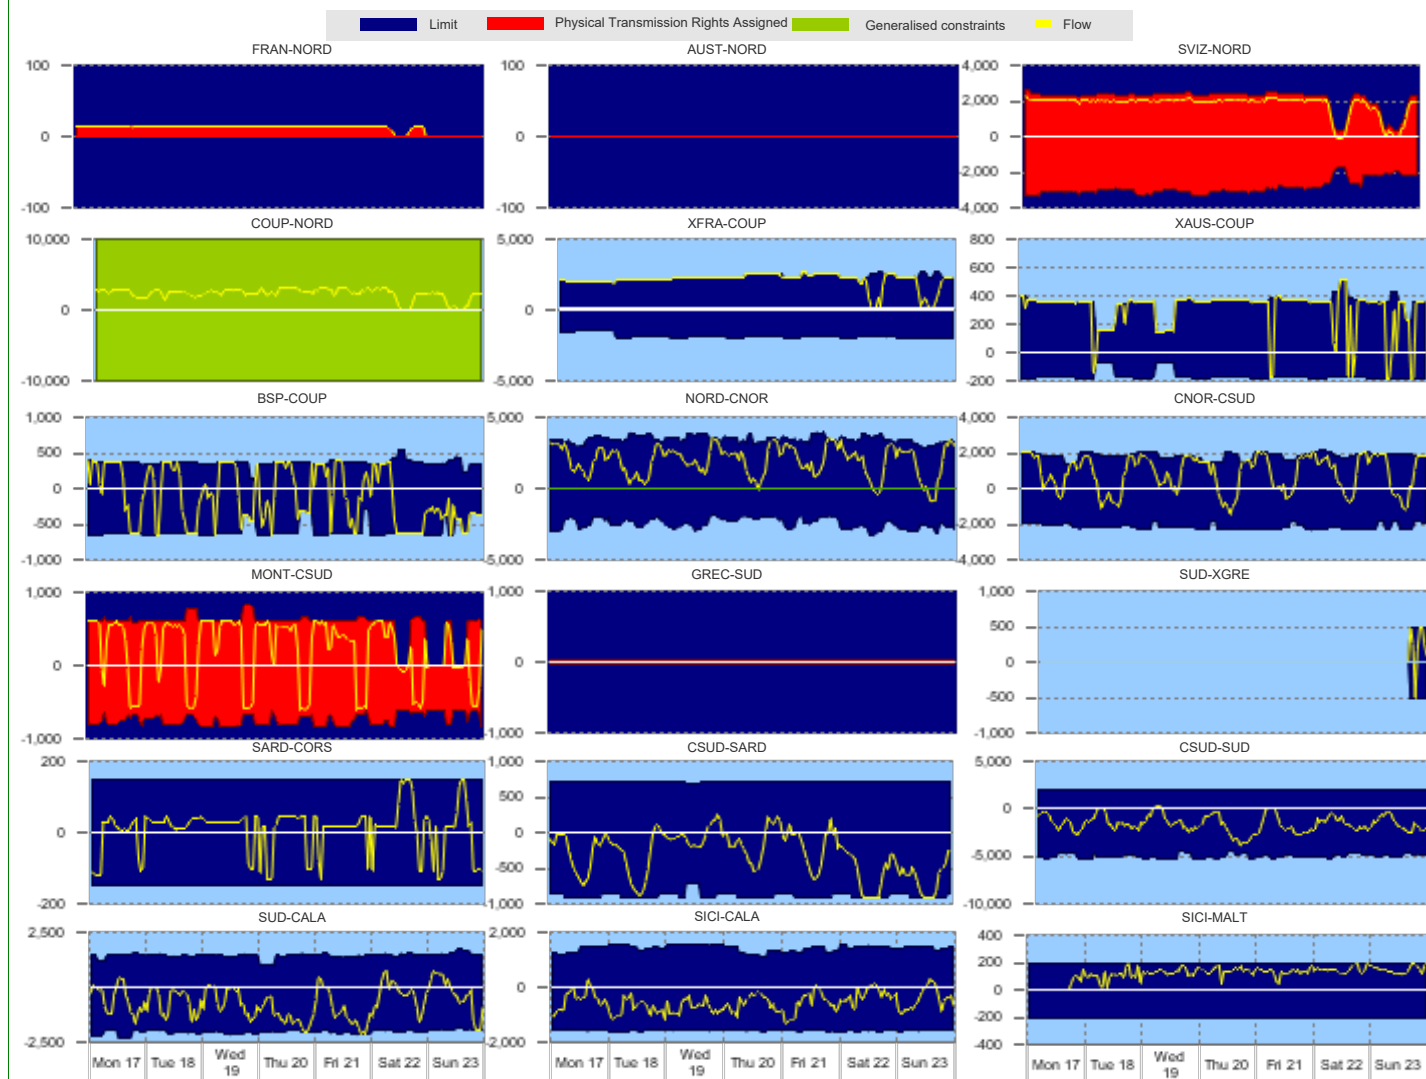 Limit Physical Transmission Rights Assigned Generalised constraints Flow
FRAN-NORD AUST-NORD SVIZ-NORD
100 100 4,000
2,000
0 0 0
-2,000
-100 -100 -4,000
COUP-NORD XFRA-COUP XAUS-COUP
10,000 5,000 800
600
400
0 0 200
0
-10,000 -5,000 -200
BSP-COUP NORD-CNOR CNOR-CSUD
1,000 5,000 4,000
500 2,000
0 0 0
-500 -2,000
-1,000 -5,000 -4,000
MONT-CSUD GREC-SUD SUD-XGRE
1,000 1,000 1,000
500
0 0 0
-500
-1,000 -1,000 -1,000
SARD-CORS CSUD-SARD CSUD-SUD
200 1,000 5,000
500 0
0 0
-500 -5,000
-200 -1,000 -10,000
SUD-CALA SICI-CALA SICI-MALT
2,500 2,000 400
200
0 0 0
-200
-2,500 -2,000 -400
Mon 17 Tue 18 Wed 19 Thu 20 Fri 21 Sat 22 Sun 23
Mon 17 Tue 18 Wed 19 Thu 20 Fri 21 Sat 22 Sun 23
Mon 17 Tue 18 Wed 19 Thu 20 Fri 21 Sat 22 Sun 23